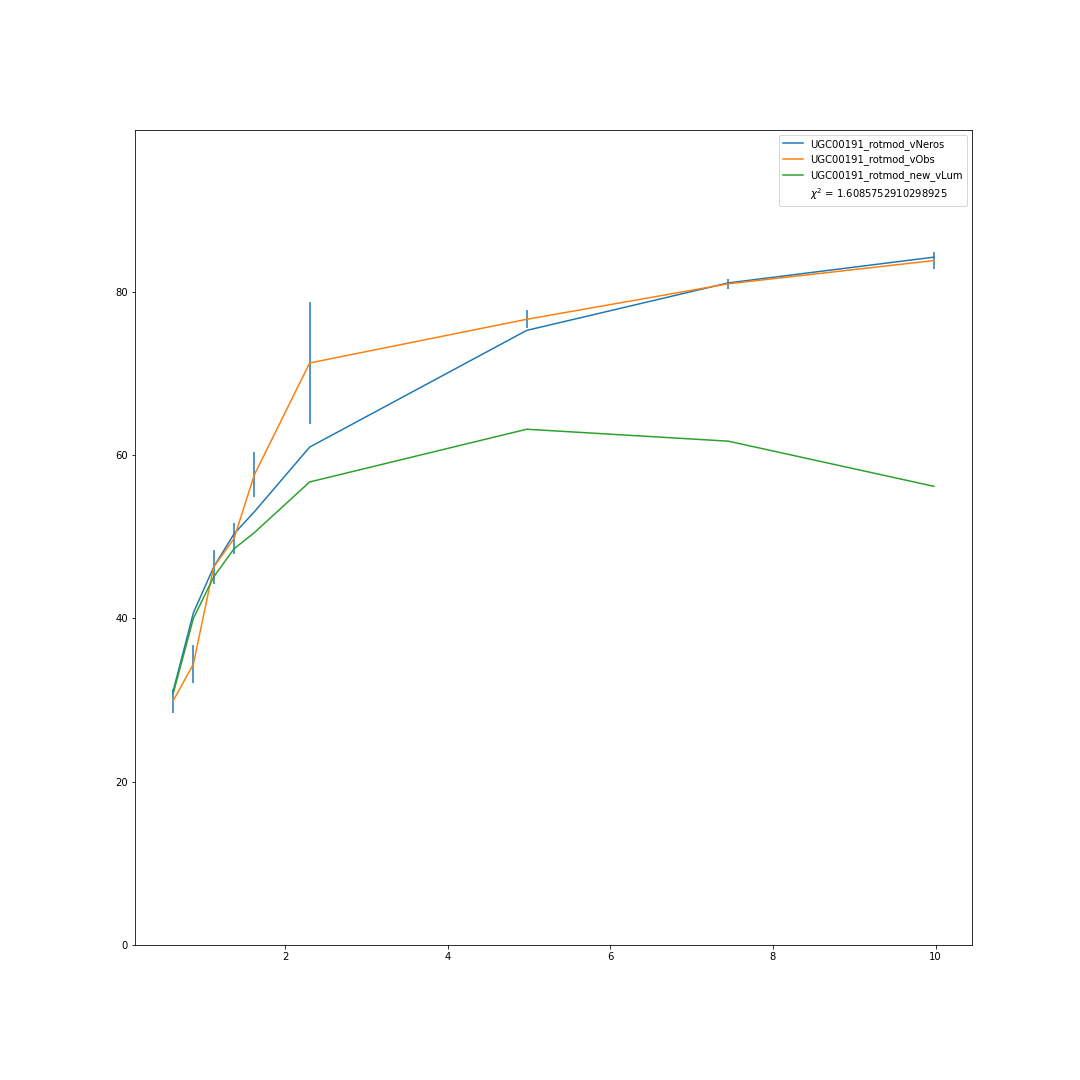 UGC00191_rotmod_vNeros
UGC00191_rotmod_vObs
UGC00191_rotmod_new_vLum
χ² = 1.6085752910298925
80
60
40
20
0
2 4 6 8 10